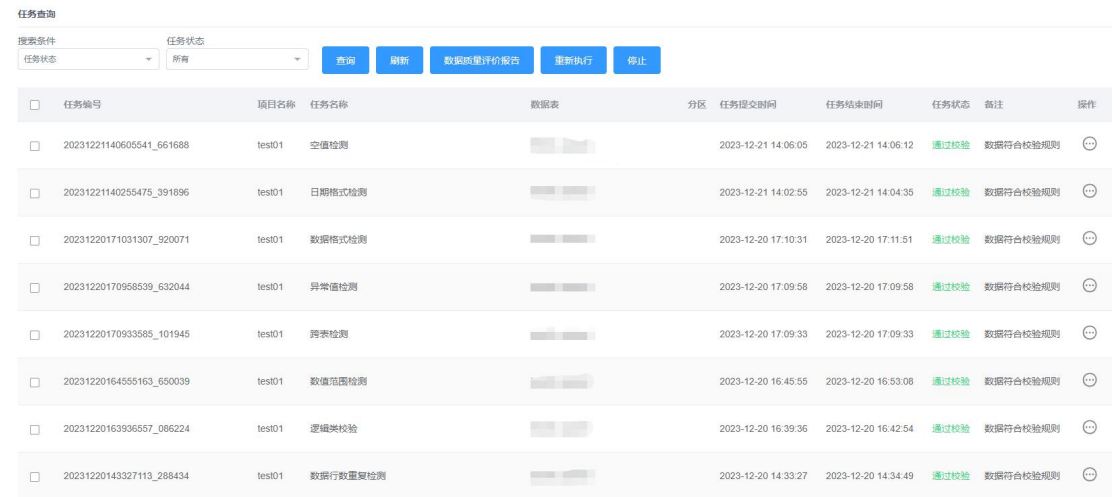 任务查询
搜索条件 任务状态
任务状态 所有 查询 刷新 数据质量评价报告 重新执行 停止
任务编号 项目名称 任务名称 数据表 分区 任务提交时间 任务结束时间 任务状态 备注 操作
20231221140605541_661688 test01 空值检测 2023-12-21 14:06:05 2023-12-21 14:06:12 通过校验 数据符合校验规则
20231221140255475_391896 test01 日期格式检测 2023-12-21 14:02:55 2023-12-21 14:04:35 通过校验 数据符合校验规则
20231220171031307_920071 test01 数据格式检测 2023-12-20 17:10:31 2023-12-20 17:11:51 通过校验 数据符合校验规则
20231220170958539_632044 test01 异常值检测 2023-12-20 17:09:58 2023-12-20 17:09:58 通过校验 数据符合校验规则
20231220170933585_101945 test01 跨表检测 2023-12-20 17:09:33 2023-12-20 17:09:33 通过校验 数据符合校验规则
20231220164555163_650039 test01 数值范围检测 2023-12-20 16:45:55 2023-12-20 16:53:08 通过校验 数据符合校验规则
20231220163936557_086224 test01 逻辑类校验 2023-12-20 16:39:36 2023-12-20 16:42:54 通过校验 数据符合校验规则
20231220143327113_288434 test01 数据行数重复检测 2023-12-20 14:33:27 2023-12-20 14:34:49 通过校验 数据符合校验规则